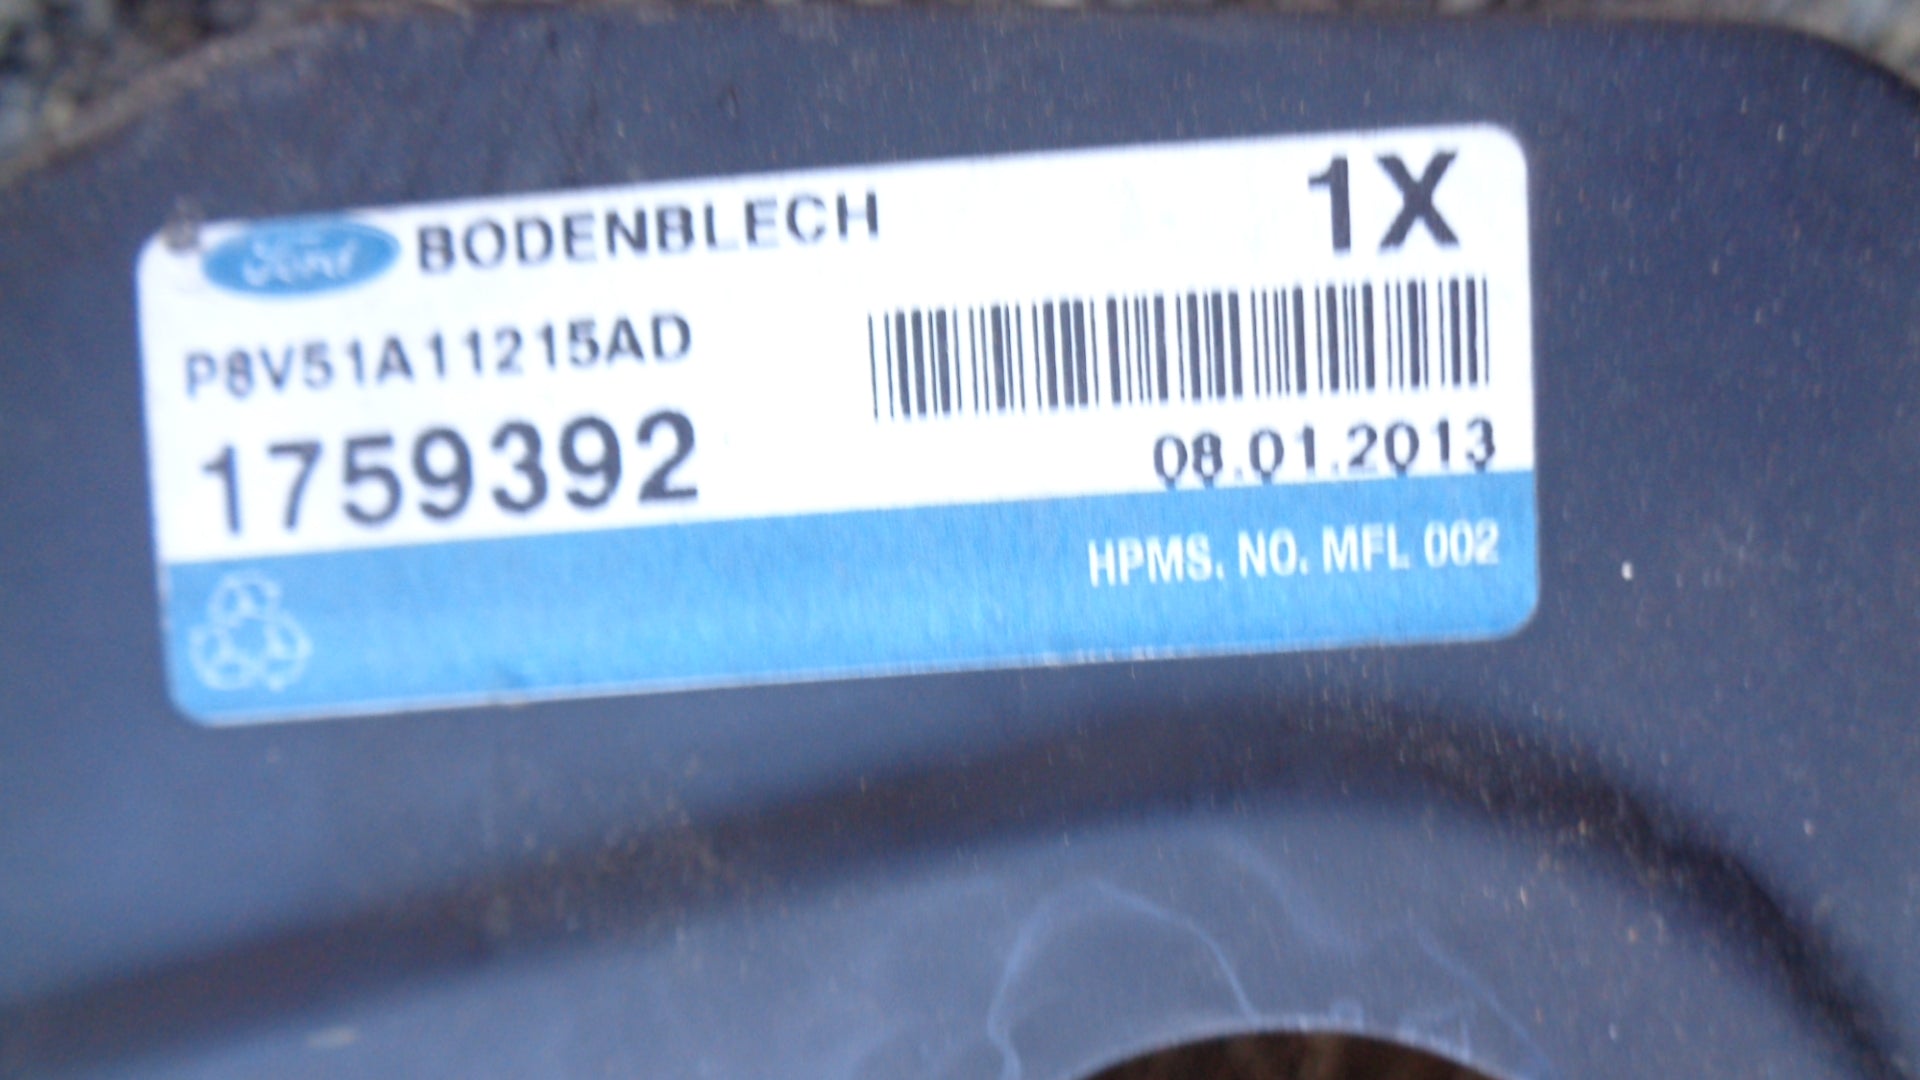 Ford BODENBLECH 1X
P8V51A11215AD
1759392
08.01.2013
HPMS. NO. MFL 002